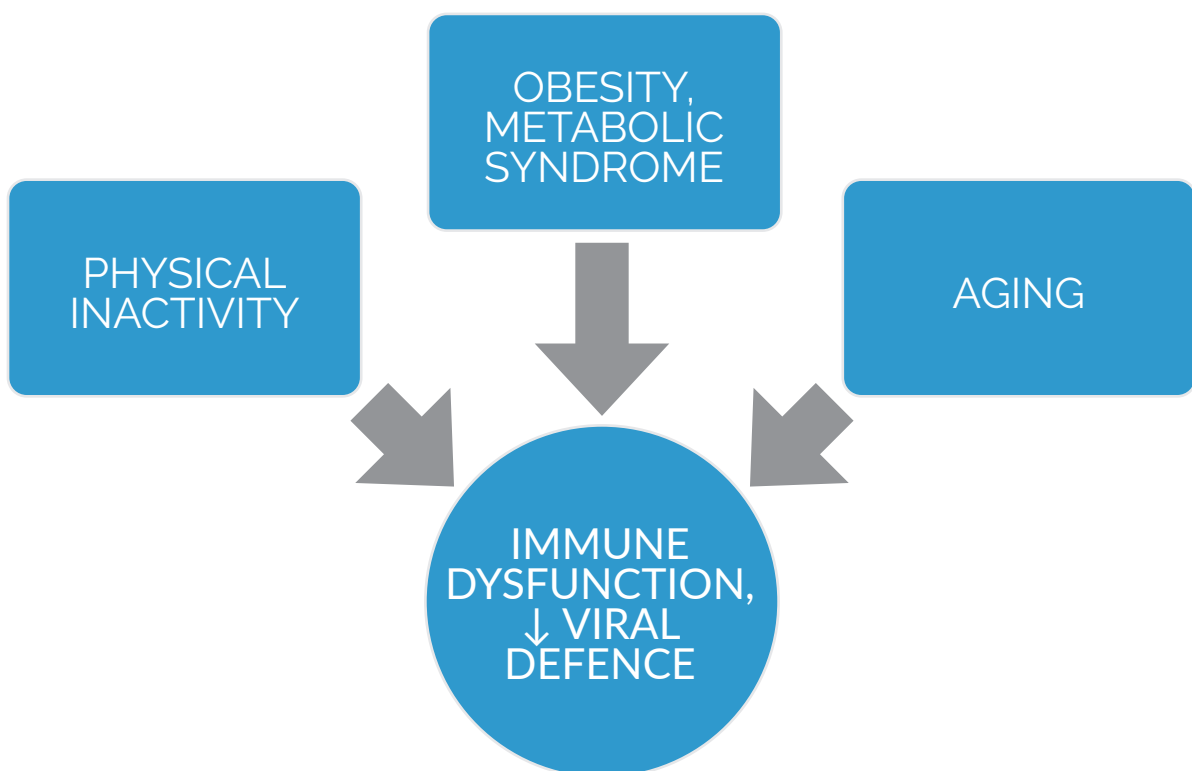 OBESITY,
METABOLIC
SYNDROME
PHYSICAL
INACTIVITY
AGING
IMMUNE
DYSFUNCTION,
↓ VIRAL
DEFENCE